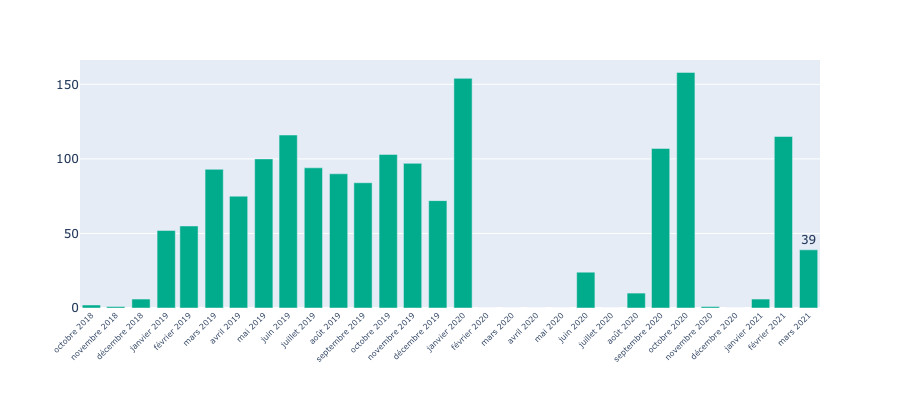 150
100
50
0
39
octobre 2018
novembre 2018
décembre 2018
janvier 2019
février 2019
mars 2019
avril 2019
mai 2019
juin 2019
juillet 2019
août 2019
septembre 2019
octobre 2019
novembre 2019
décembre 2019
janvier 2020
février 2020
mars 2020
avril 2020
mai 2020
juin 2020
juillet 2020
août 2020
septembre 2020
octobre 2020
novembre 2020
décembre 2020
janvier 2021
février 2021
mars 2021